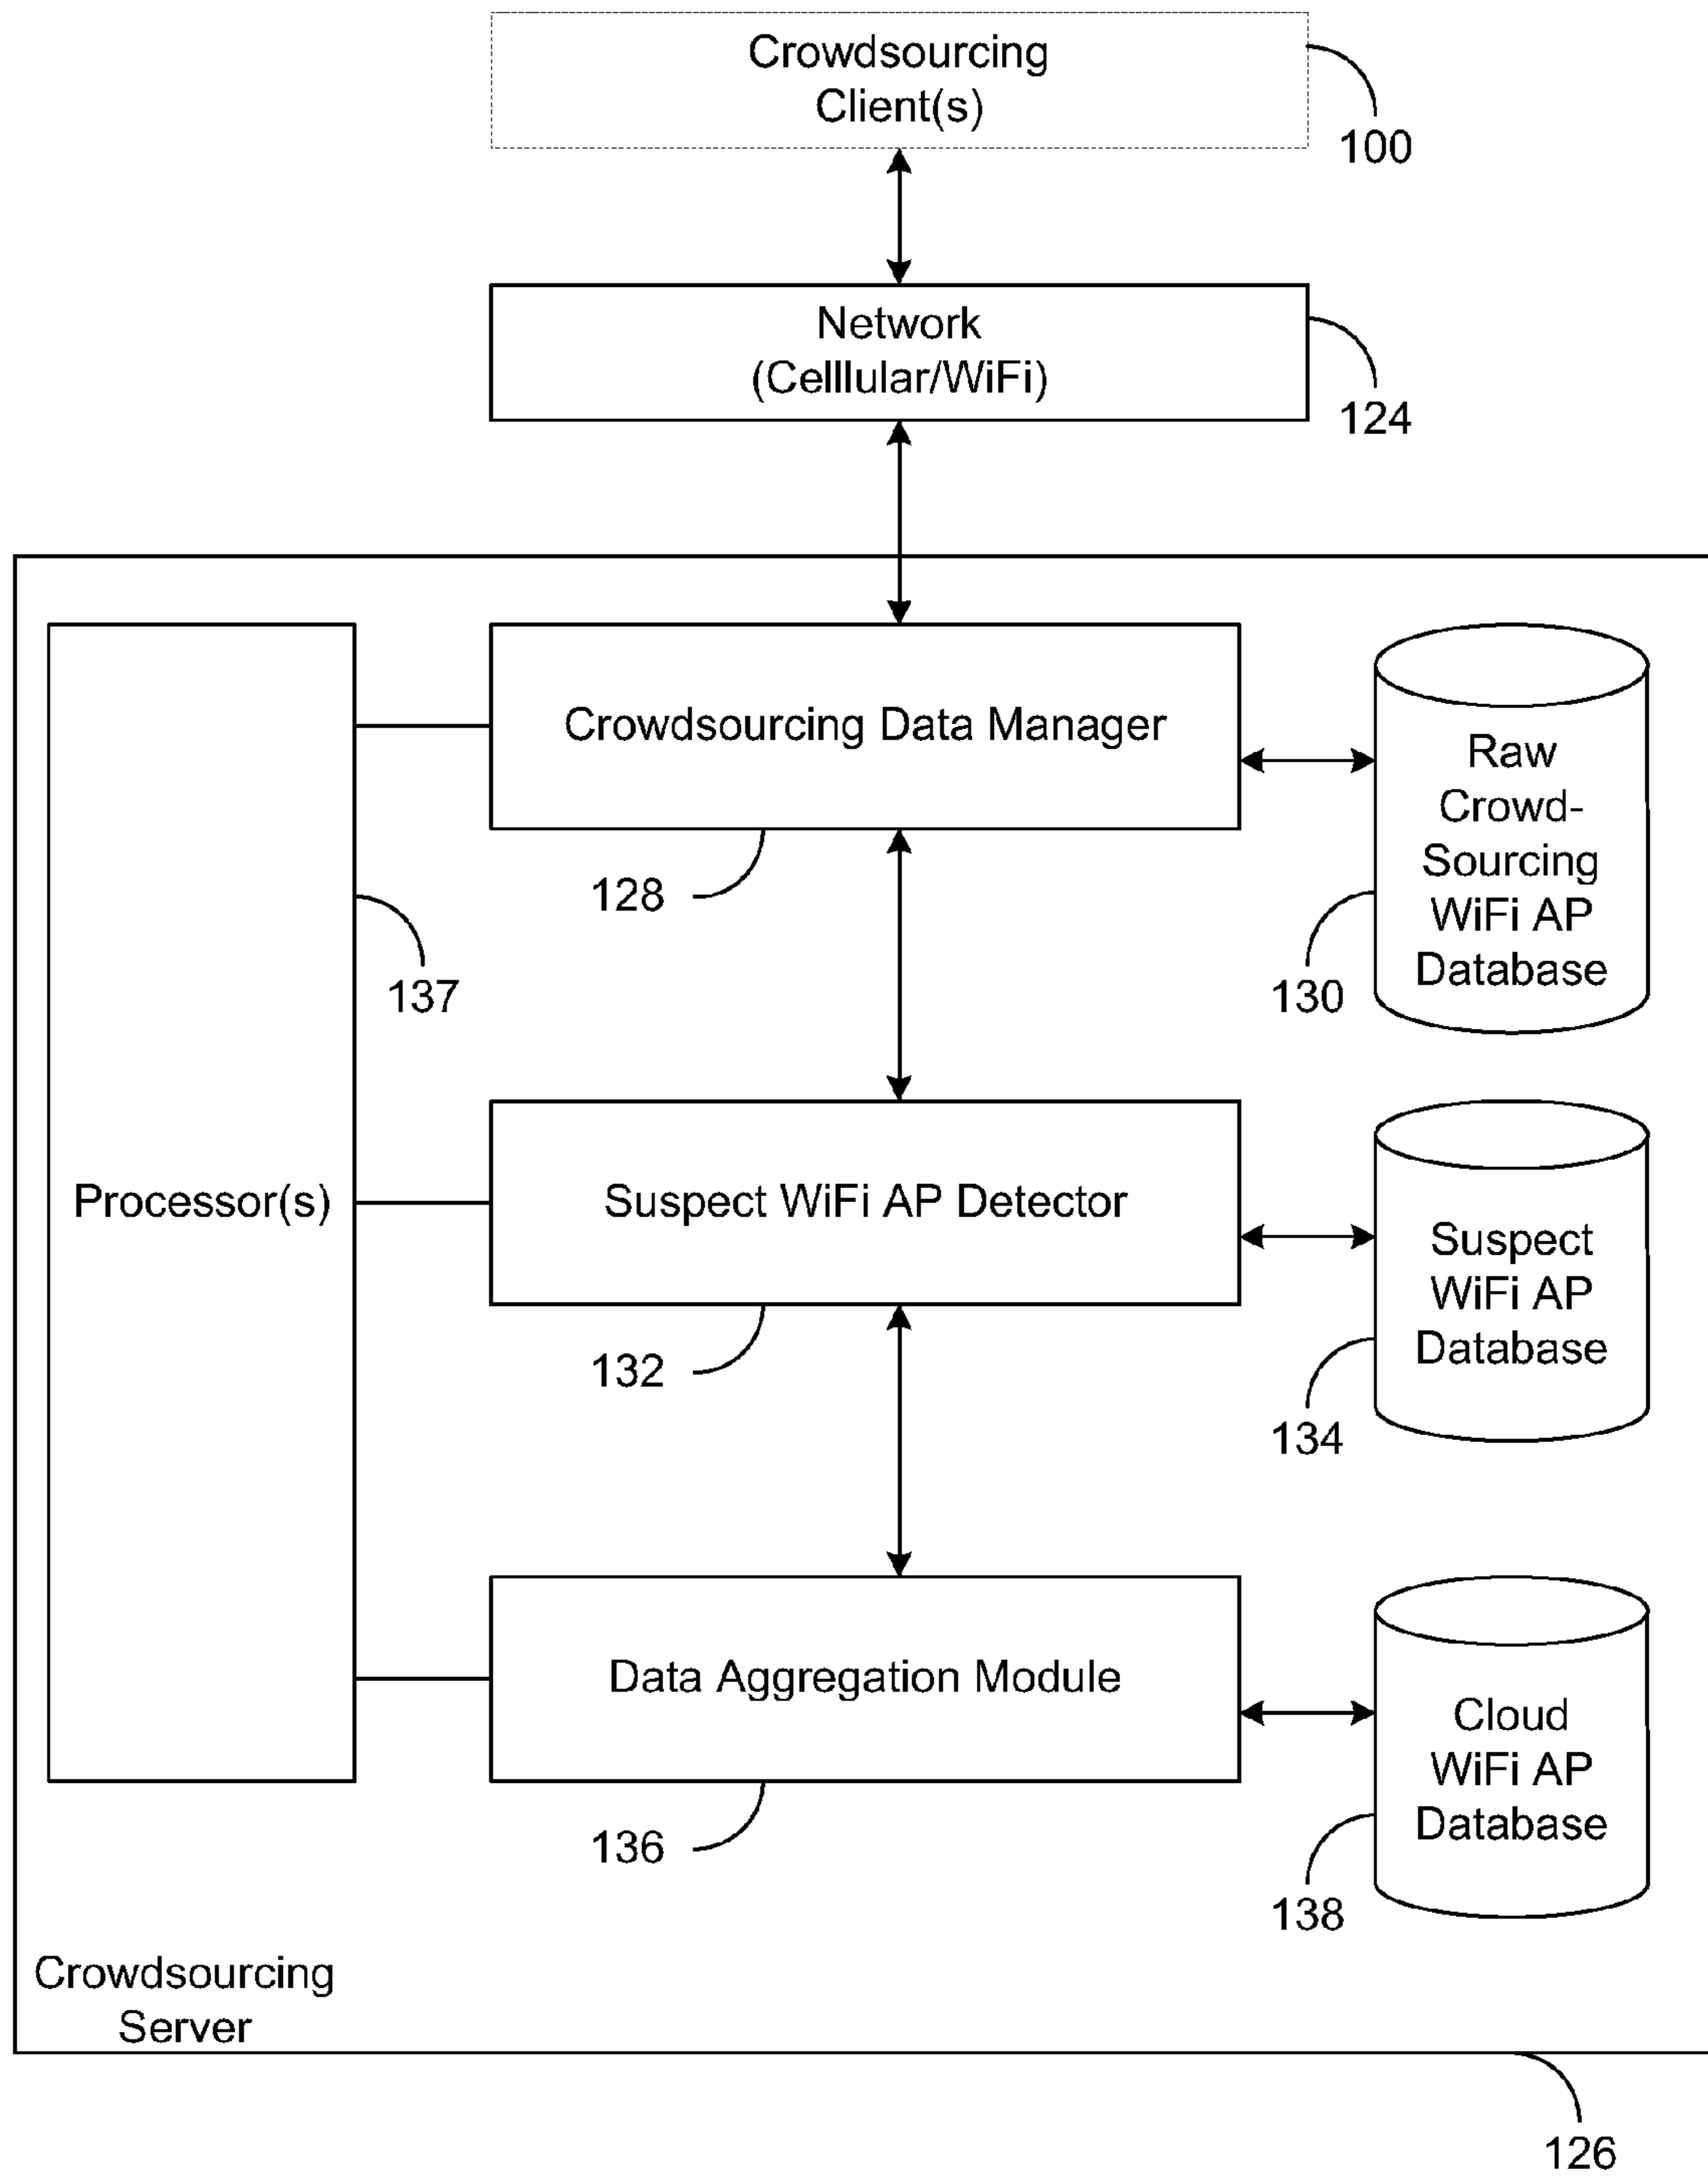 Crowdsourcing
Client(s)
100
Network
(Celllular/WiFi)
124
Crowdsourcing Data Manager
128
Raw
Crowd-
Sourcing
WiFi AP
Database
130
137
Processor(s)
Suspect WiFi AP Detector
132
Suspect
WiFi AP
Database
134
Data Aggregation Module
136
Cloud
WiFi AP
Database
138
Crowdsourcing
Server
126